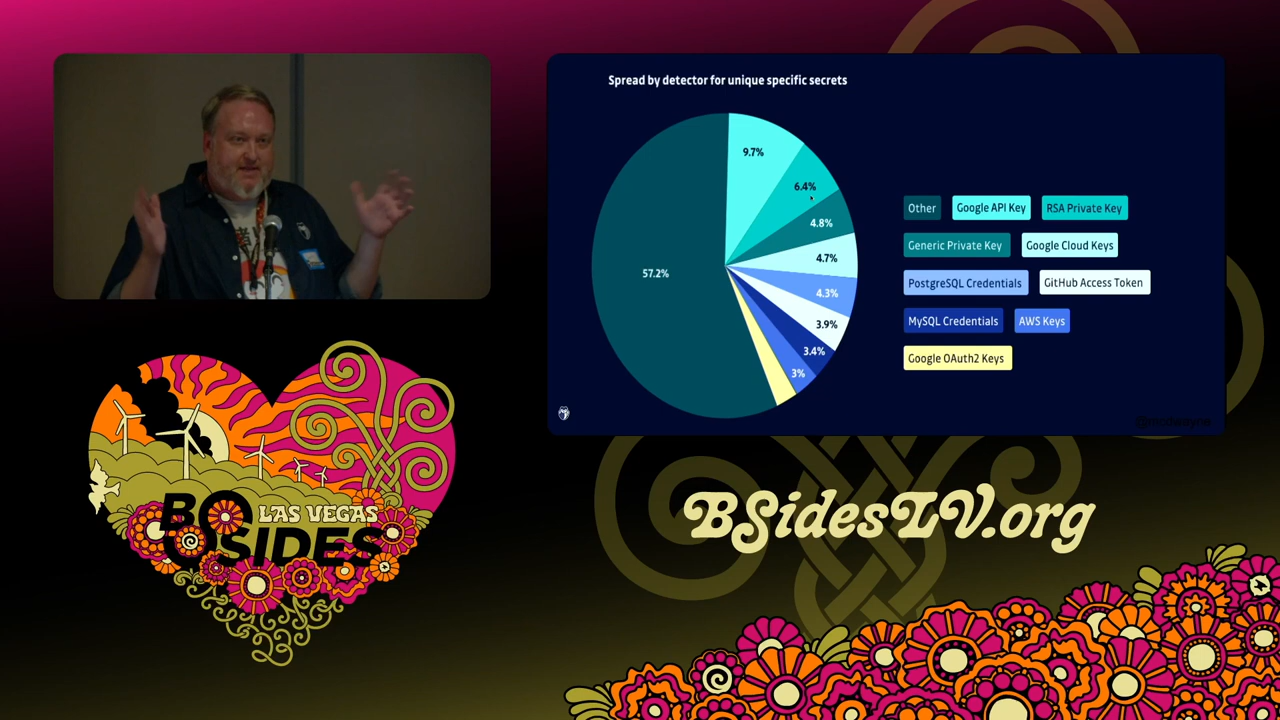 Spread by detector for unique specific secrets
9.7%
6.4%
4.8%
4.7%
4.3%
3.9%
3.4%
3%
57.2%
Other
Google API Key
RSA Private Key
Generic Private Key
Google Cloud Keys
PostgreSQL Credentials
GitHub Access Token
MySQL Credentials
AWS Keys
Google OAuth2 Keys
LAS VEGAS
BSIDES
BSidesLV.org